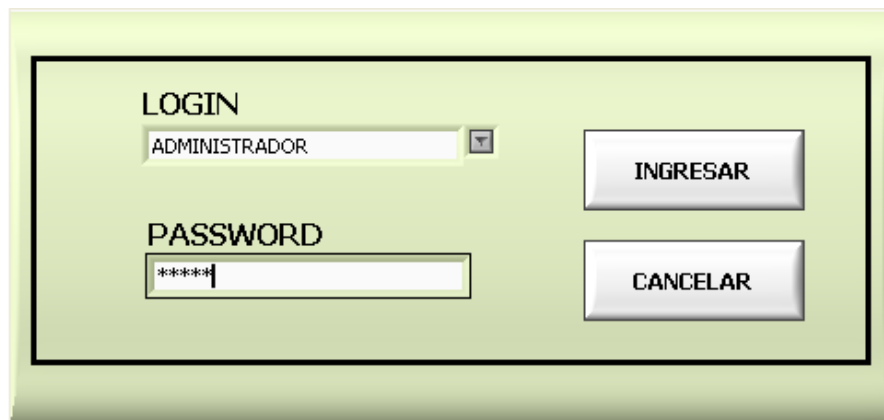 LOGIN
ADMINISTRADOR
INGRESAR
PASSWORD
*****
CANCELAR